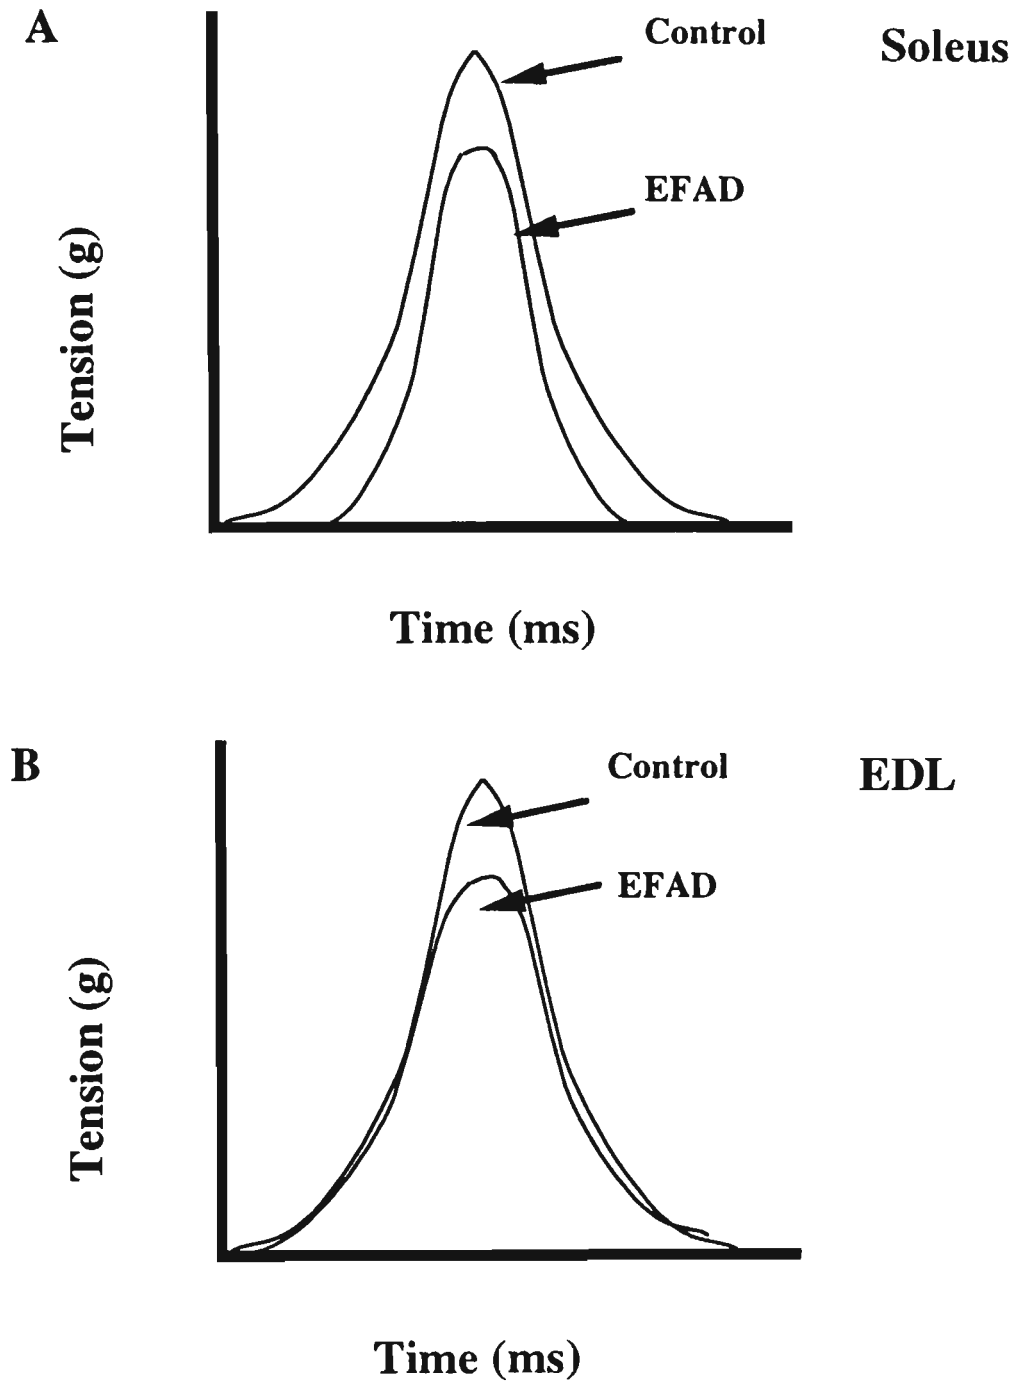 A
Control
Soleus
EFAD
Tension (g)
Time (ms)
B
Control
EDL
EFAD
Tension (g)
Time (ms)